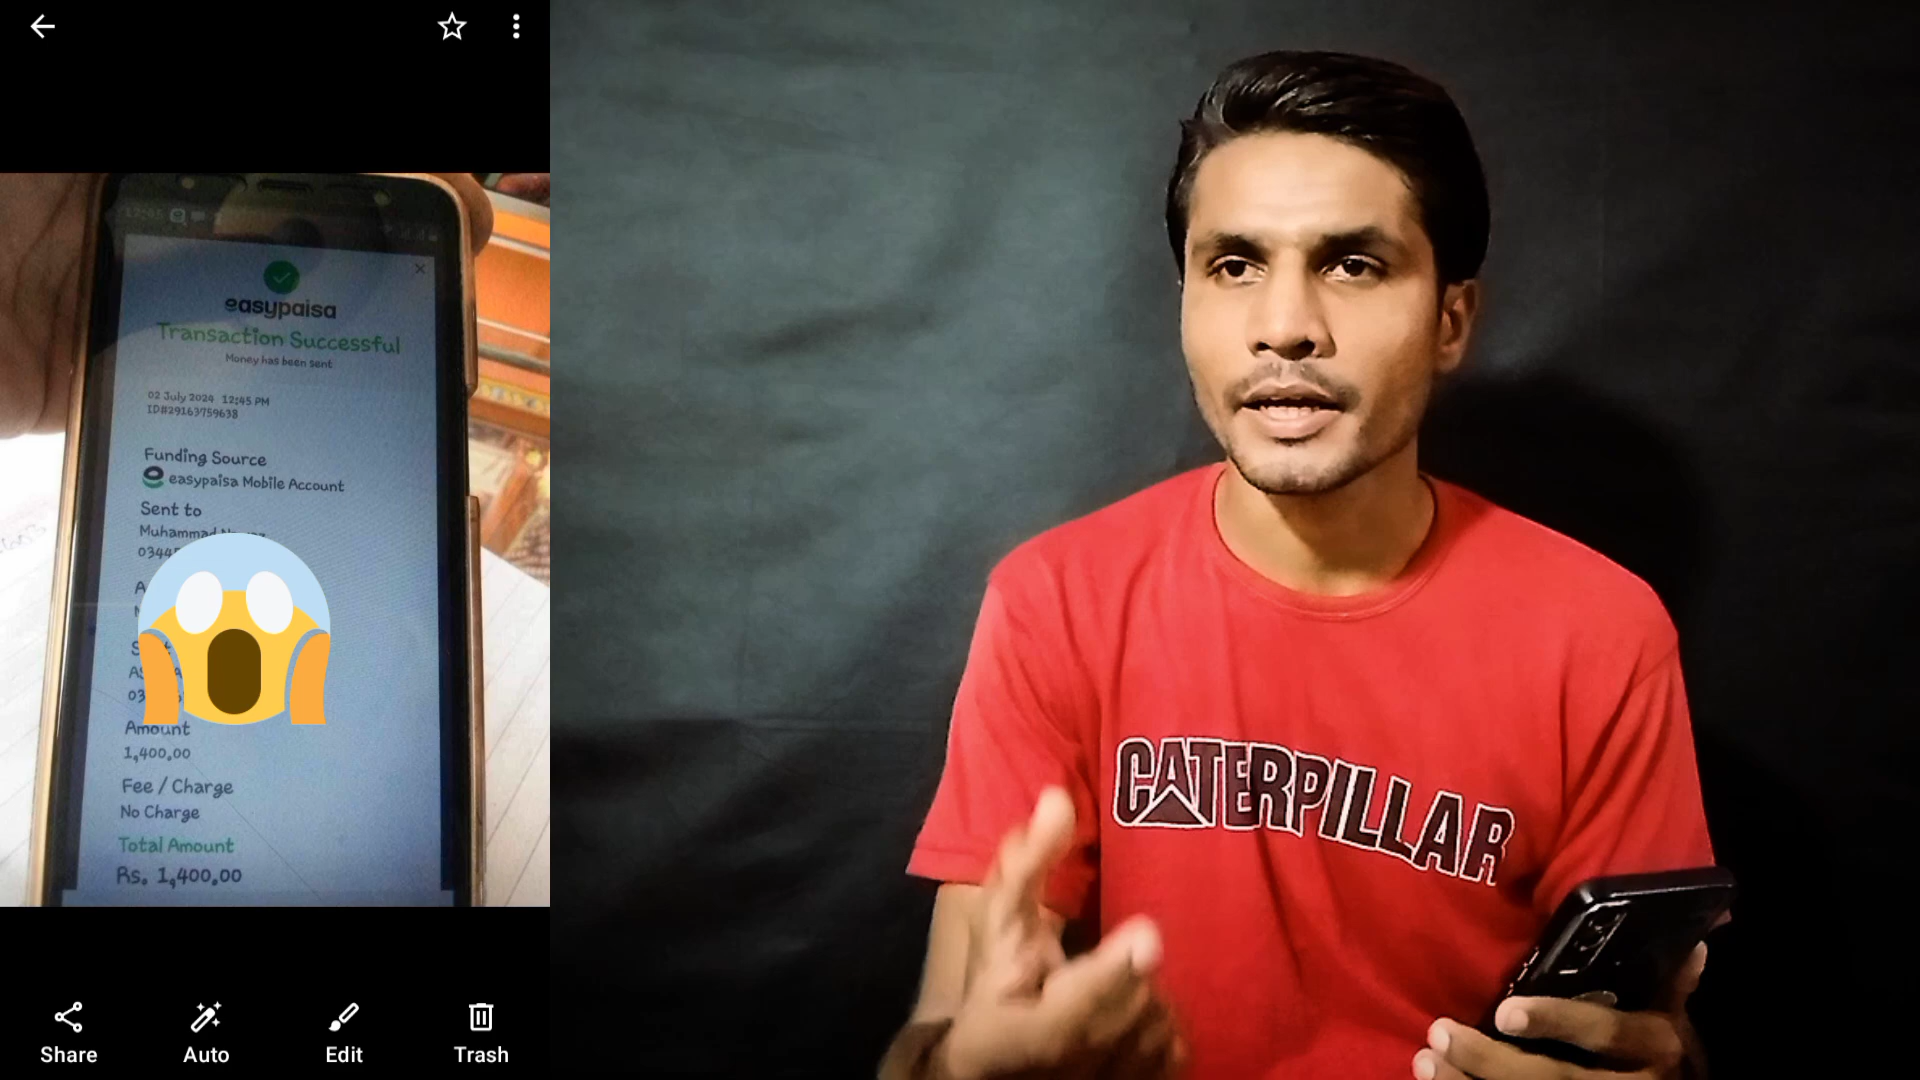 easypaisa
Transaction Successful
Money has been sent
02 July 2024 12:45 PM
ID#29163759638
Funding Source
easypaisa Mobile Account
Sent to
Muhammad
0344
Amount
1,400.00
Fee / Charge
No Charge
Total Amount
Rs. 1,400.00
Share
Auto
Edit
Trash
CATERPILLAR